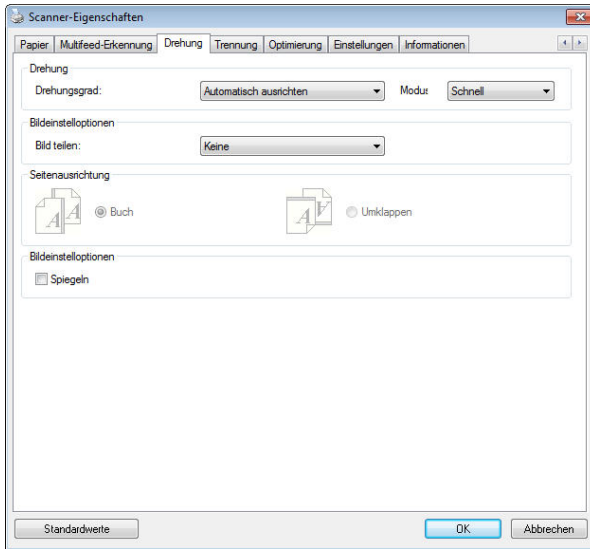 Scanner-Eigenschaften
Papier Multifeed-Erkennung Drehung Trennung Optimierung Einstellungen Informationen
Drehung
Drehungsgrad: Automatisch ausrichten Modus Schnell
Bildeinstelloptionen
Bild teilen: Keine
Seitenausrichtung
Buch Umklappen
Bildeinstelloptionen
Spiegeln
Standardwerte OK Abbrechen